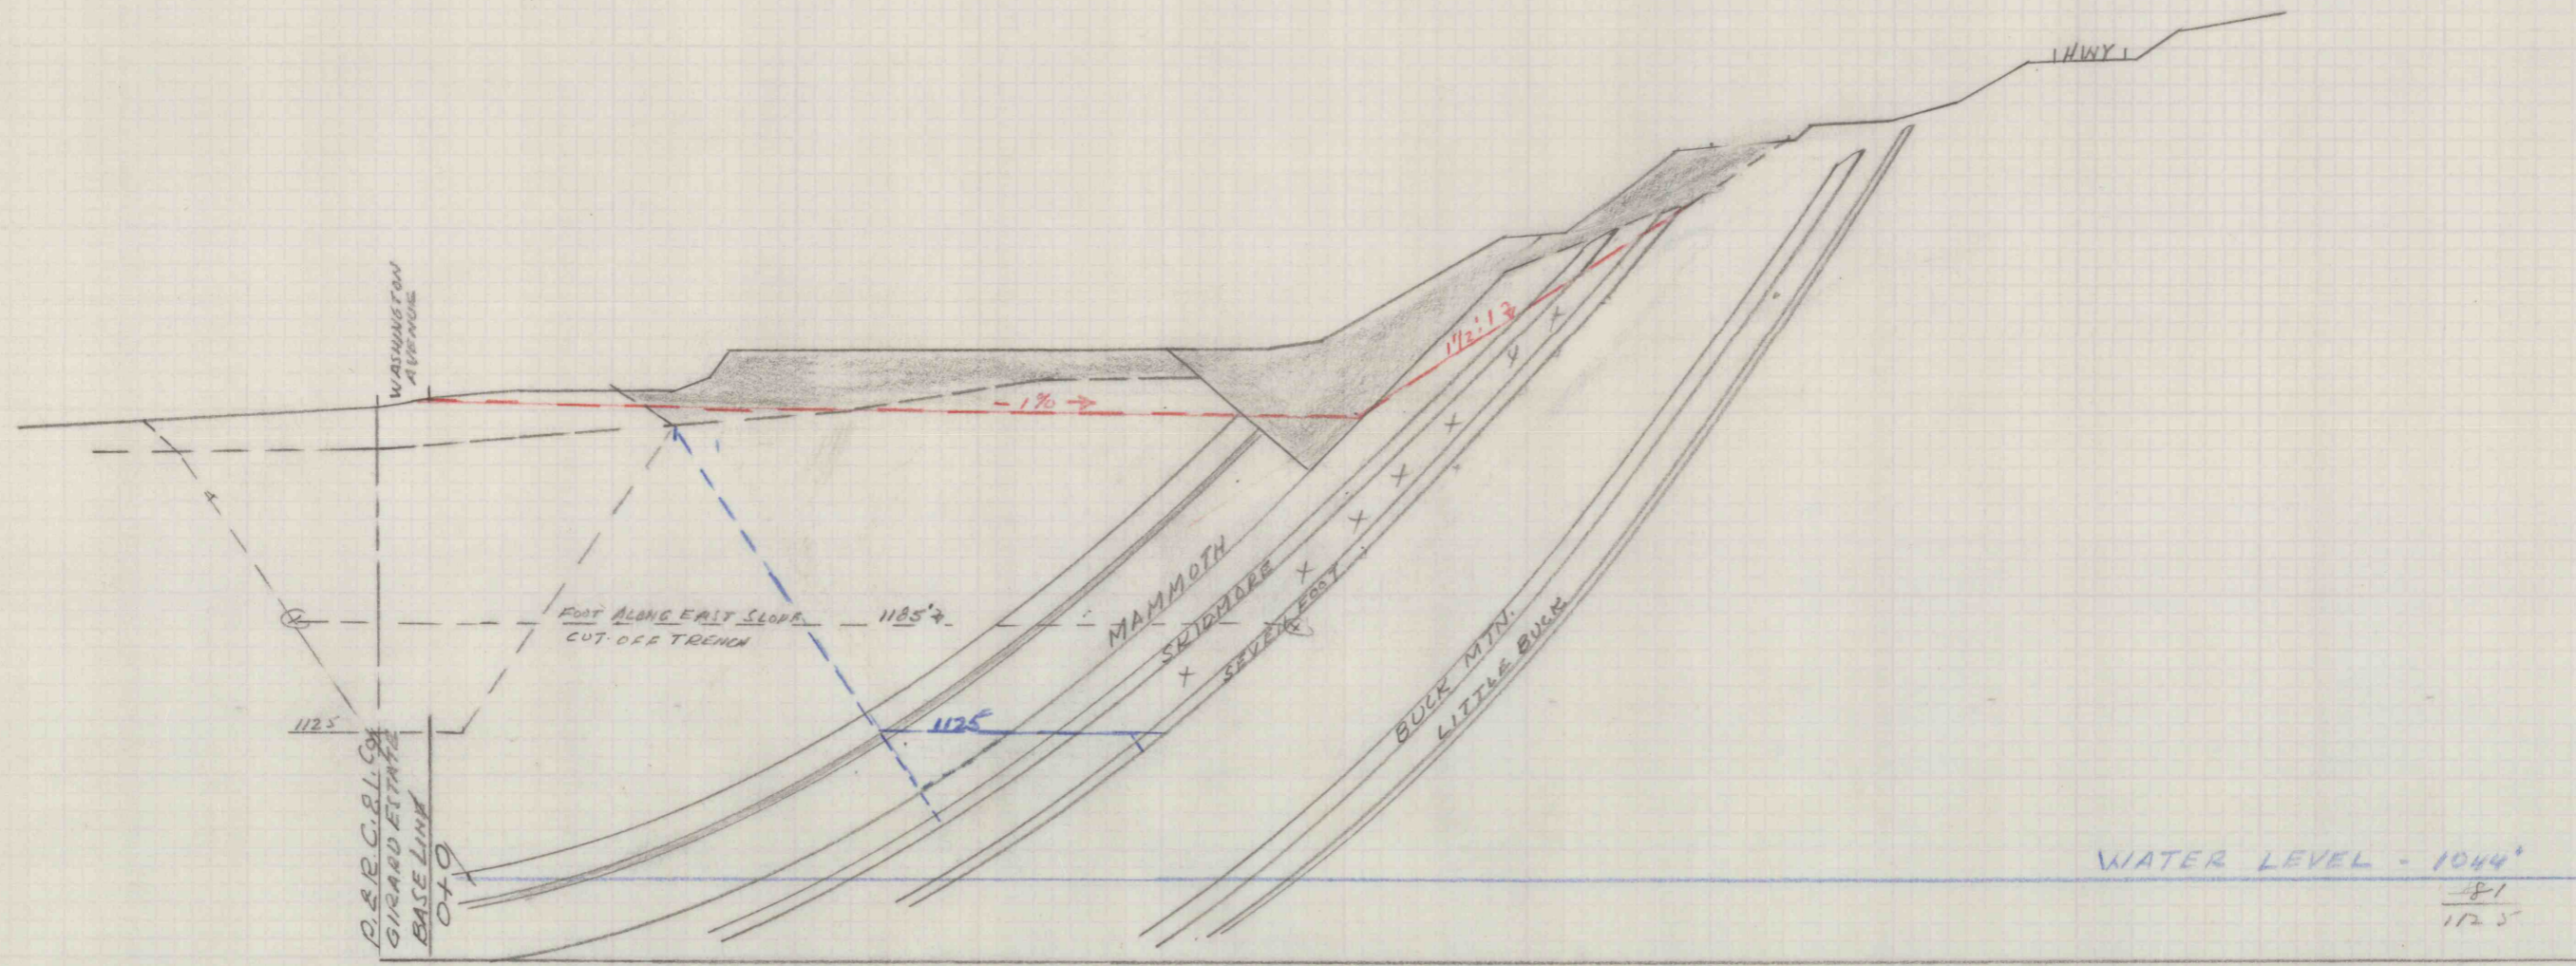 HWY
WASHINGTON
AVENUE
1½:1
- 1% →
FOOT ALONG EAST SLOPE
CUT-OFF TRENCH
1185'±
MAMMOTH
SKIDMORE
SEVEN FOOT
BUCK MTN.
LITTLE BUCK
1125
1125
P. & R. C. & I. Co.
GIRARD ESTATE
BASE LINE
0+0
WATER LEVEL - 1044'
81
1125